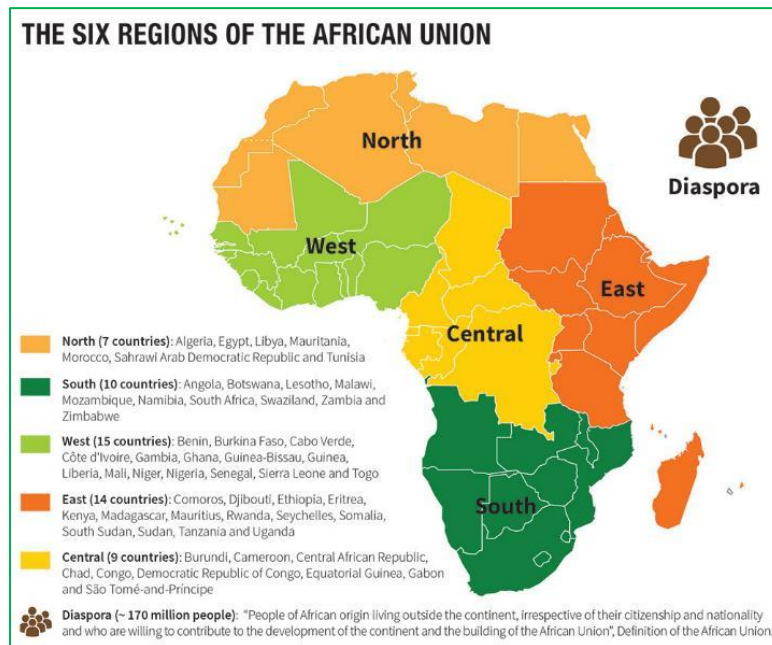 THE SIX REGIONS OF THE AFRICAN UNION
North
Diaspora
West
East
Central
South
North (7 countries): Algeria, Egypt, Libya, Mauritania,
Morocco, Sahrawi Arab Democratic Republic and Tunisia
South (10 countries): Angola, Botswana, Lesotho, Malawi,
Mozambique, Namibia, South Africa, Swaziland, Zambia and
Zimbabwe
West (15 countries): Benin, Burkina Faso, Cabo Verde,
Côte d'Ivoire, Gambia, Ghana, Guinea-Bissau, Guinea,
Liberia, Mali, Niger, Nigeria, Senegal, Sierra Leone and Togo
East (14 countries): Comoros, Djibouti, Ethiopia, Eritrea,
Kenya, Madagascar, Mauritius, Rwanda, Seychelles, Somalia,
South Sudan, Sudan, Tanzania and Uganda
Central (9 countries): Burundi, Cameroon, Central African Republic,
Chad, Congo, Democratic Republic of Congo, Equatorial Guinea, Gabon
and São Tomé-and-Príncipe
Diaspora (~ 170 million people): "People of African origin living outside the continent, irrespective of their citizenship and nationality
and who are willing to contribute to the development of the continent and the building of the African Union", Definition of the African Union.